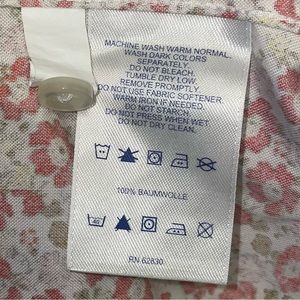 MACHINE WASH WARM NORMAL.
WASH DARK COLORS
SEPARATELY.
DO NOT BLEACH.
TUMBLE DRY LOW.
REMOVE PROMPTLY.
DO NOT USE FABRIC SOFTENER.
WARM IRON IF NEEDED.
DO NOT STARCH.
DO NOT PRESS WHEN WET.
DO NOT DRY CLEAN.
100% BAUMWOLLE
RN 62830